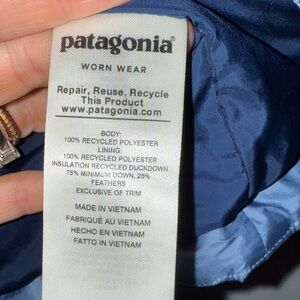 patagonia®
WORN WEAR
Repair, Reuse, Recycle
This Product
www.patagonia.com
BODY:
100% RECYCLED POLYESTER
LINING:
100% RECYCLED POLYESTER
INSULATION RECYCLED DUCKDOWN
75% MINIMUM DOWN, 25%
FEATHERS
EXCLUSIVE OF TRIM
MADE IN VIETNAM
FABRIQUÉ AU VIETNAM
HECHO EN VIETNAM
FATTO IN VIETNAM